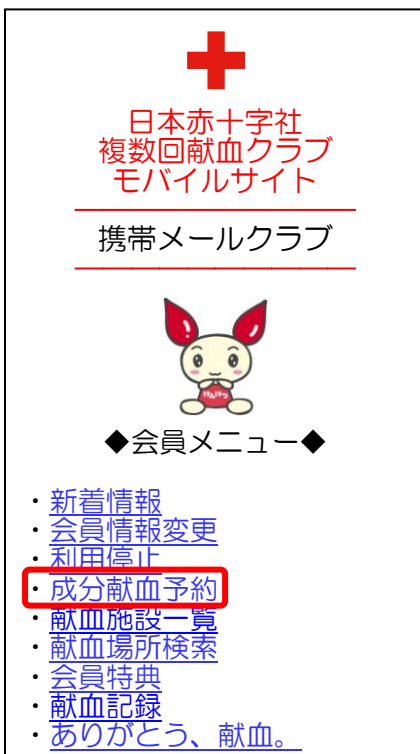 日本赤十字社
複数回献血クラブ
モバイルサイト
携帯メールクラブ
けんけつ
◆会員メニュー◆
・新着情報
・会員情報変更
・利用停止
・成分献血予約
・献血施設一覧
・献血場所検索
・会員特典
・献血記録
・ありがとう、献血。